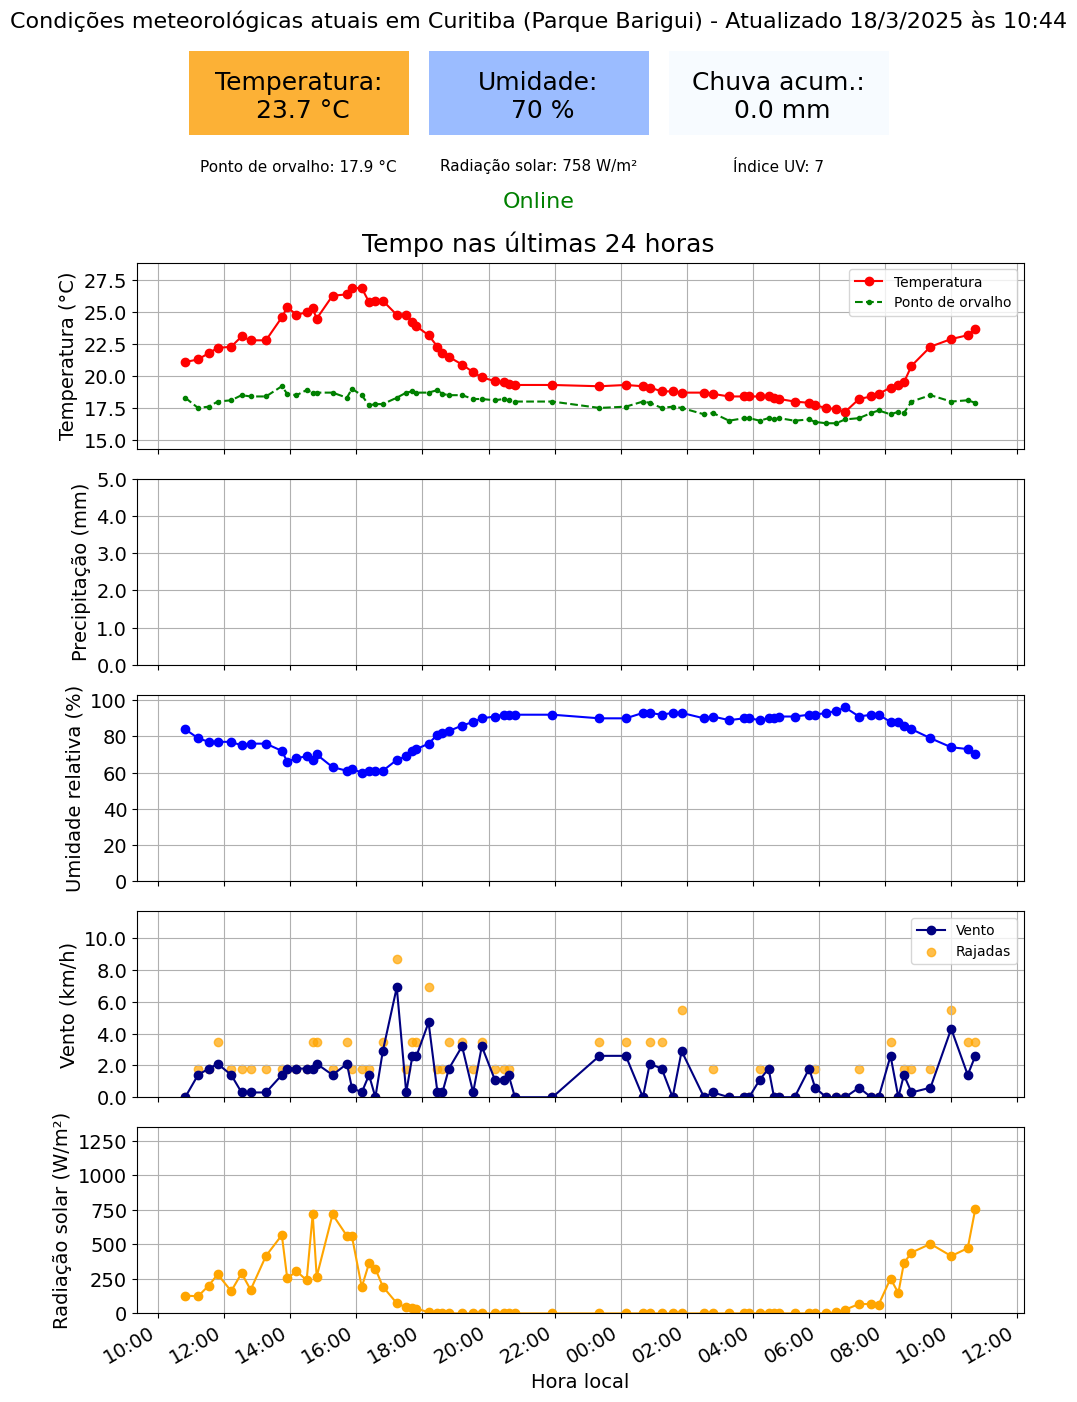 Condições meteorológicas atuais em Curitiba (Parque Barigui) - Atualizado 18/3/2025 às 10:44
Temperatura:
23.7 °C
Umidade:
70 %
Chuva acum.:
0.0 mm
Ponto de orvalho: 17.9 °C
Radiação solar: 758 W/m²
Índice UV: 7
Online
Tempo nas últimas 24 horas
Temperatura (°C)
27.5
25.0
22.5
20.0
17.5
15.0
Temperatura
Ponto de orvalho
Precipitação (mm)
5.0
4.0
3.0
2.0
1.0
0.0
Umidade relativa (%)
100
80
60
40
20
0
Vento (km/h)
10.0
8.0
6.0
4.0
2.0
0.0
Vento
Rajadas
Radiação solar (W/m²)
1250
1000
750
500
250
0
10:00
12:00
14:00
16:00
18:00
20:00
22:00
00:00
02:00
04:00
06:00
08:00
10:00
12:00
Hora local